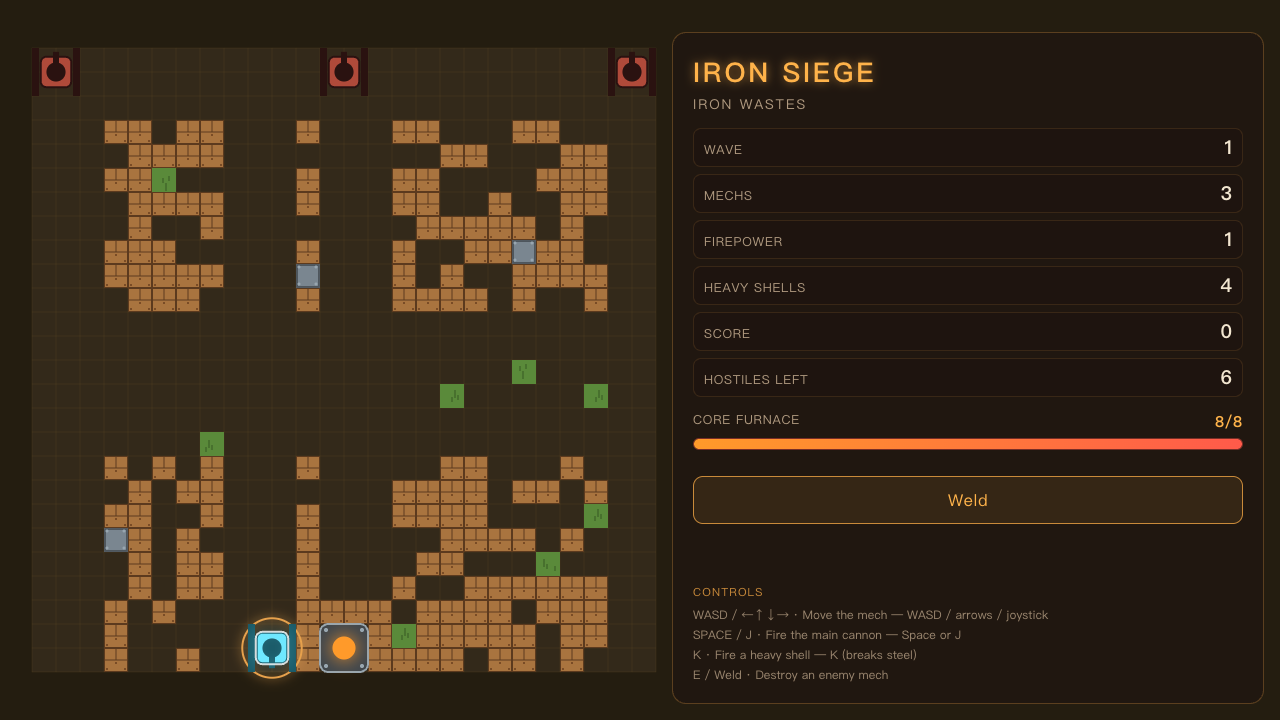 IRON SIEGE
IRON WASTES
WAVE 1
MECHS 3
FIREPOWER 1
HEAVY SHELLS 4
SCORE 0
HOSTILES LEFT 6
CORE FURNACE 8/8
Weld
CONTROLS
WASD / ←↑↓→ · Move the mech — WASD / arrows / joystick
SPACE / J · Fire the main cannon — Space or J
K · Fire a heavy shell — K (breaks steel)
E / Weld · Destroy an enemy mech